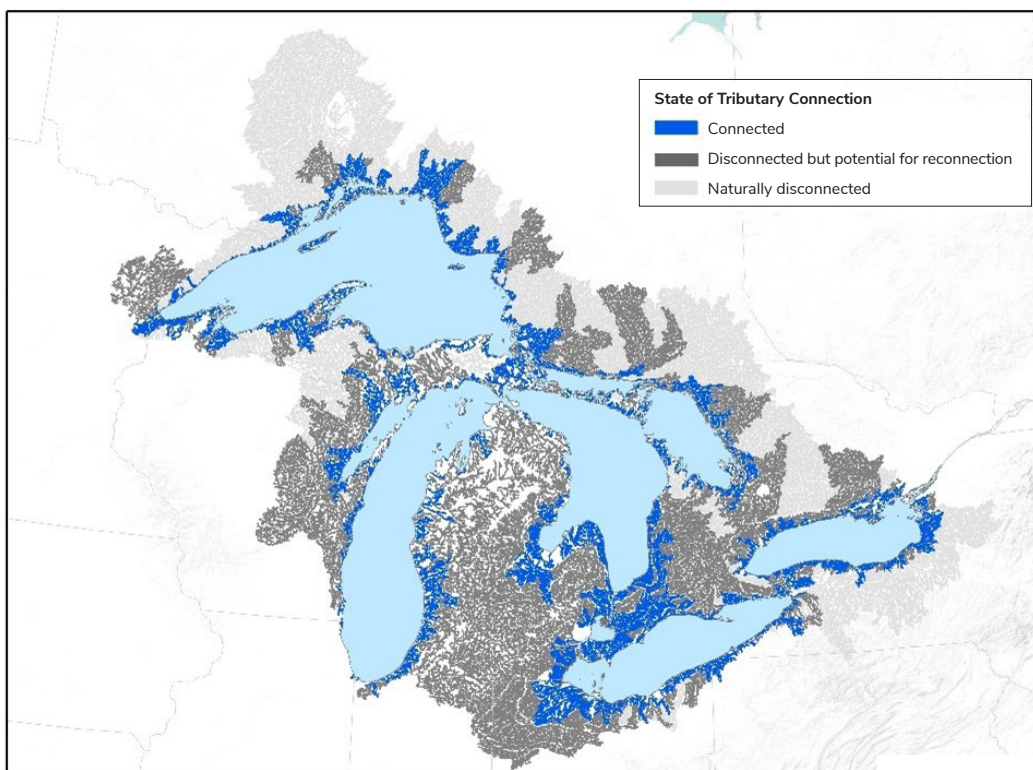 State of Tributary Connection
Connected
Disconnected but potential for reconnection
Naturally disconnected